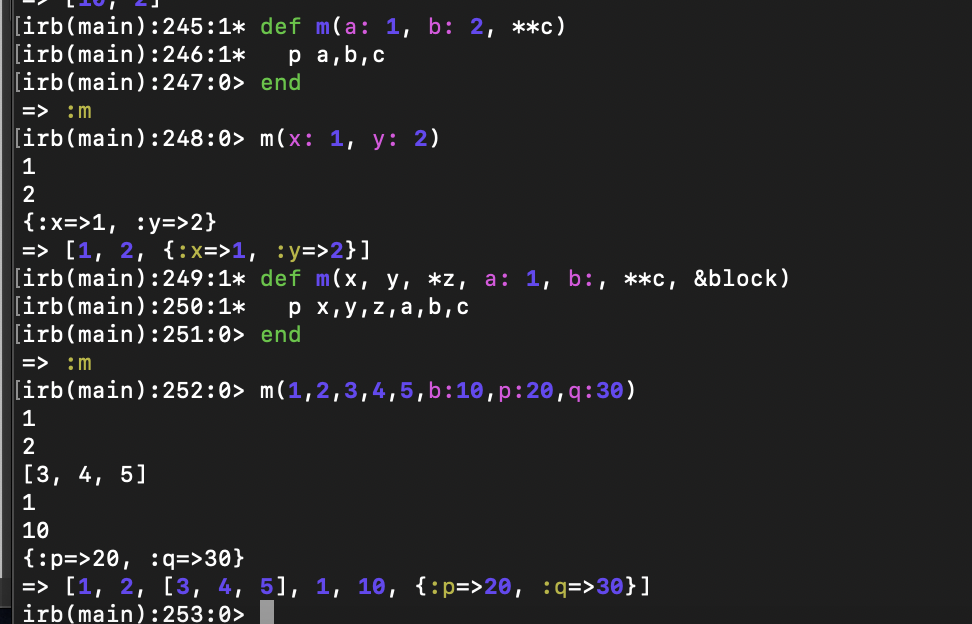 => [10, 2]
[irb(main):245:1* def m(a: 1, b: 2, **c)
[irb(main):246:1*   p a,b,c
[irb(main):247:0> end
=> :m
[irb(main):248:0> m(x: 1, y: 2)
1
2
{:x=>1, :y=>2}
=> [1, 2, {:x=>1, :y=>2}]
[irb(main):249:1* def m(x, y, *z, a: 1, b:, **c, &block)
[irb(main):250:1*   p x,y,z,a,b,c
[irb(main):251:0> end
=> :m
[irb(main):252:0> m(1,2,3,4,5,b:10,p:20,q:30)
1
2
[3, 4, 5]
1
10
{:p=>20, :q=>30}
=> [1, 2, [3, 4, 5], 1, 10, {:p=>20, :q=>30}]
irb(main):253:0>